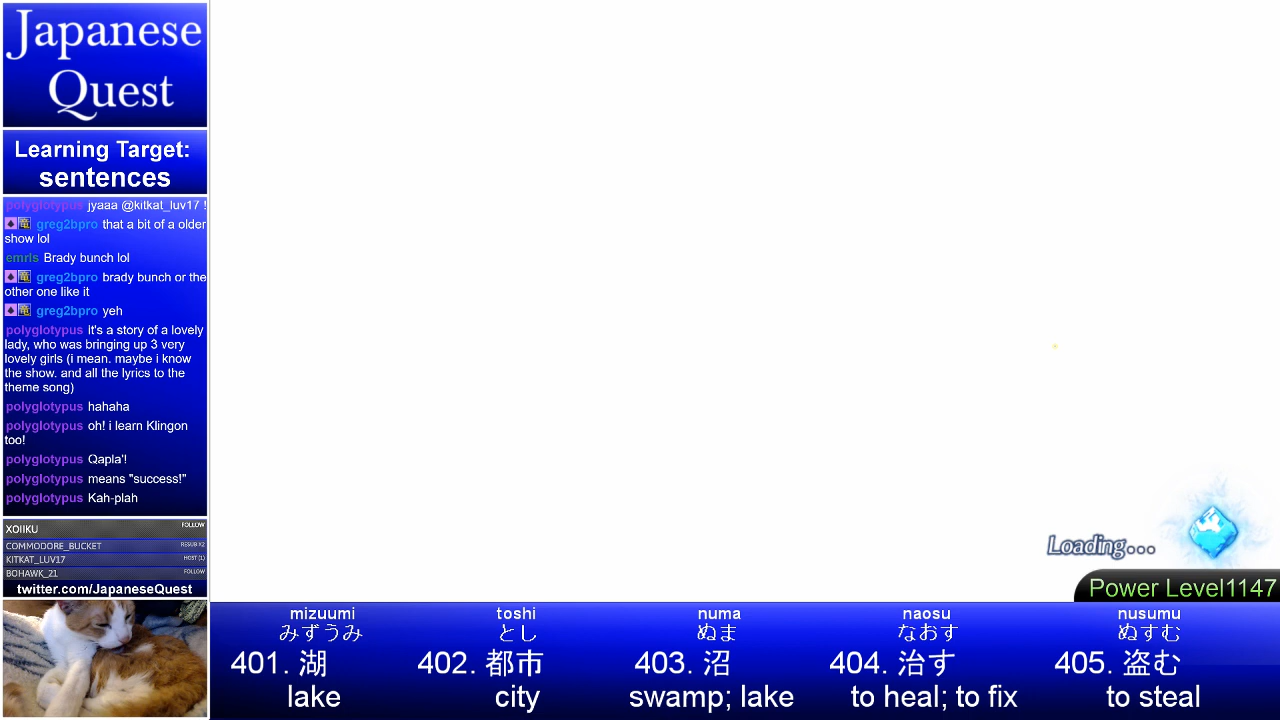 Japanese
Quest
Learning Target:
sentences
polyglotypus jyaaa @kitkat_luv17 !
greg2bpro that a bit of a older
show lol
emrls Brady bunch lol
greg2bpro brady bunch or the
other one like it
greg2bpro yeh
polyglotypus it's a story of a lovely
lady, who was bringing up 3 very
lovely girls (i mean. maybe i know
the show. and all the lyrics to the
theme song)
polyglotypus hahaha
polyglotypus oh! i learn Klingon
too!
polyglotypus Qapla'!
polyglotypus means "success!"
polyglotypus Kah-plah
XOIIKU FOLLOW
COMMODORE_BUCKET RESUB X2
KITKAT_LUV17 HOST (1)
BOHAWK_21 FOLLOW
twitter.com/JapaneseQuest
Loading...
Power Level1147
mizuumi
みずうみ
401. 湖
lake
toshi
とし
402. 都市
city
numa
ぬま
403. 沼
swamp; lake
naosu
なおす
404. 治す
to heal; to fix
nusumu
ぬすむ
405. 盗む
to steal